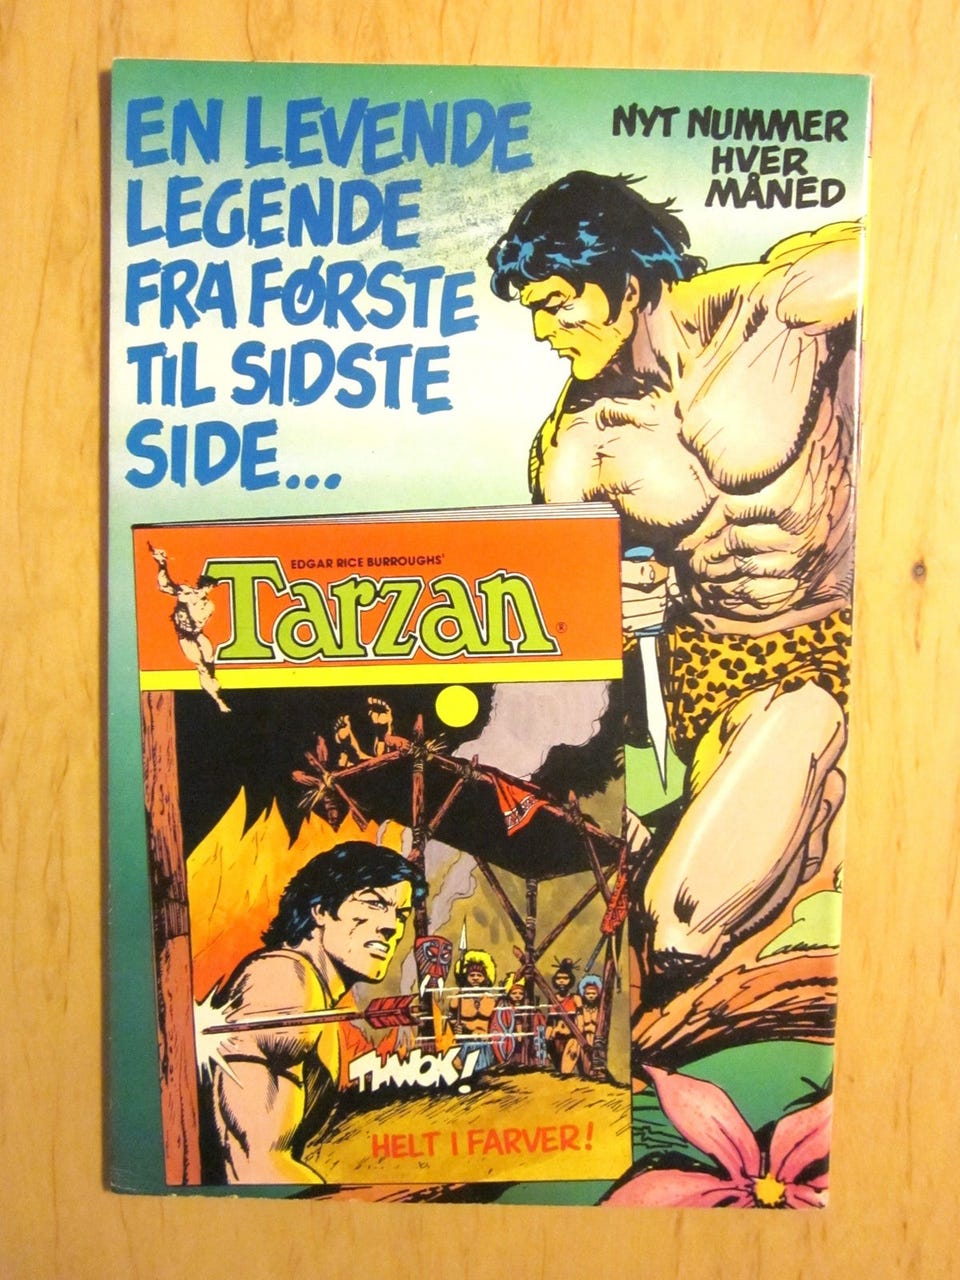 EN LEVENDE
LEGENDE
FRA FØRSTE
TIL SIDSTE
SIDE...
NYT NUMMER
HVER
MÅNED
EDGAR RICE BURROUGHS'
Tarzan®
THWOK!
HELT I FARVER!